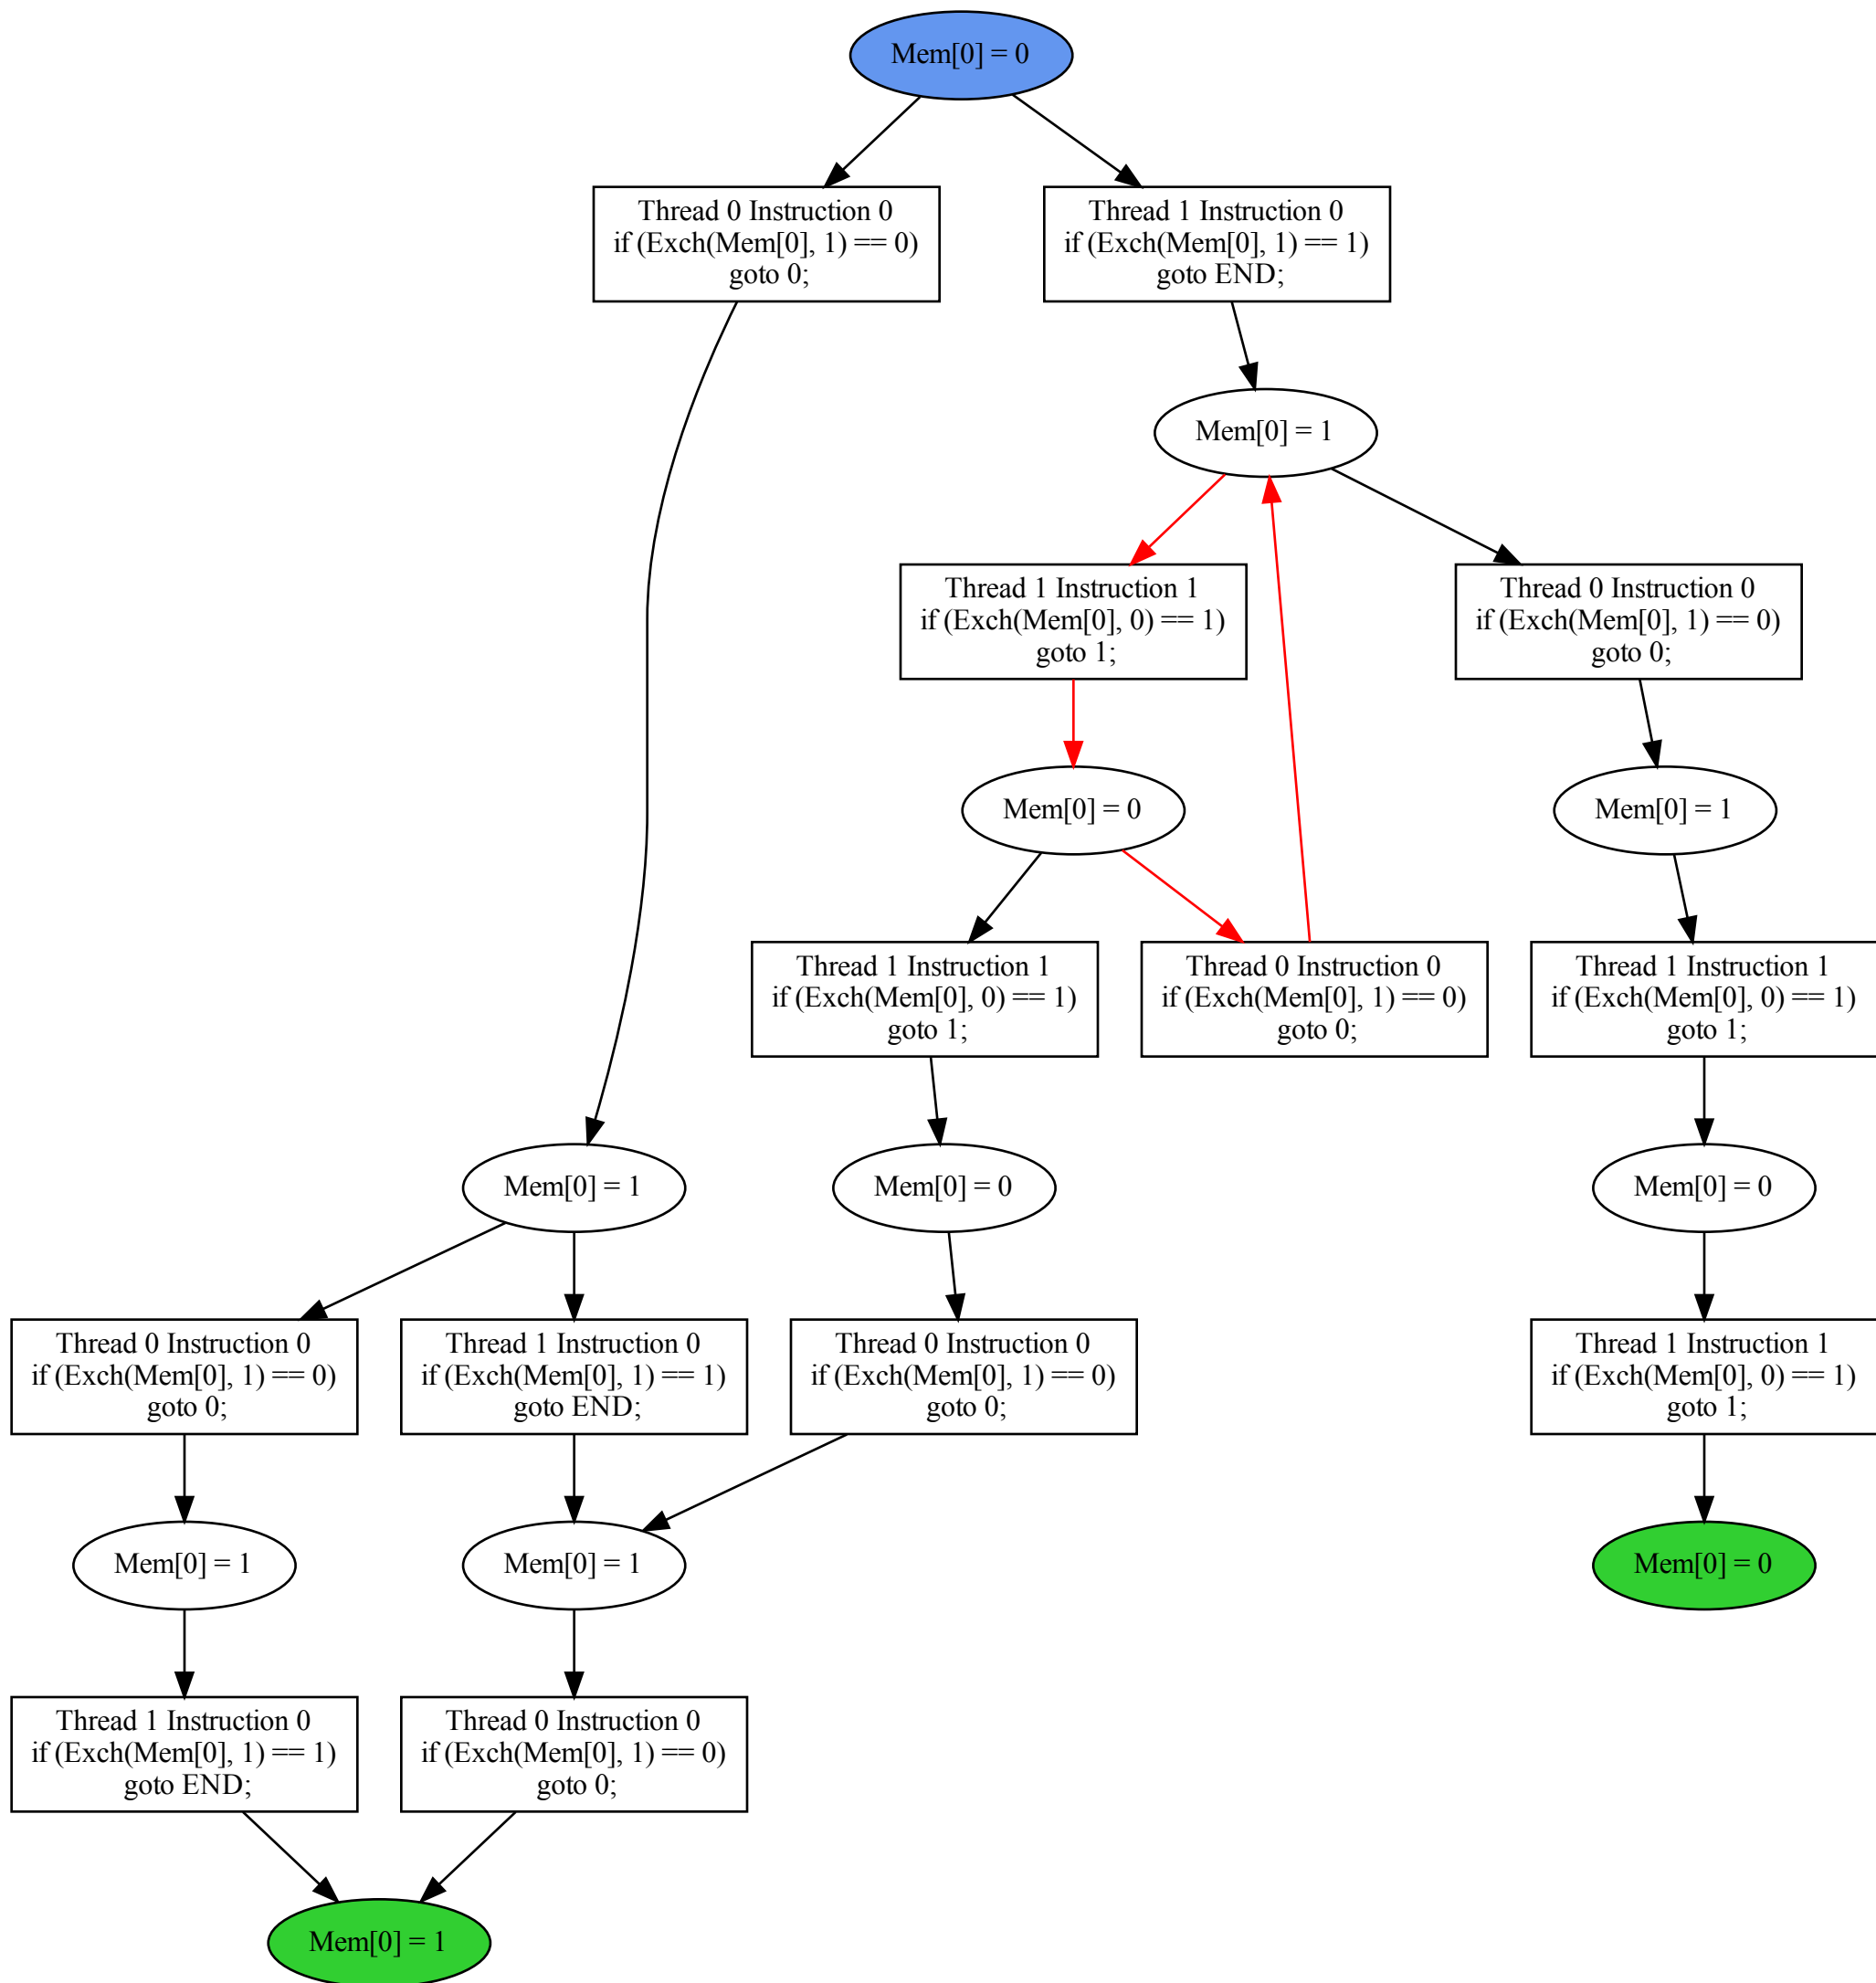 Mem[0] = 0
Thread 0 Instruction 0
if (Exch(Mem[0], 1) == 0)
goto 0;
Thread 1 Instruction 0
if (Exch(Mem[0], 1) == 1)
goto END;
Mem[0] = 1
Thread 1 Instruction 1
if (Exch(Mem[0], 0) == 1)
goto 1;
Thread 0 Instruction 0
if (Exch(Mem[0], 1) == 0)
goto 0;
Mem[0] = 0
Mem[0] = 1
Thread 1 Instruction 1
if (Exch(Mem[0], 0) == 1)
goto 1;
Thread 0 Instruction 0
if (Exch(Mem[0], 1) == 0)
goto 0;
Thread 1 Instruction 1
if (Exch(Mem[0], 0) == 1)
goto 1;
Mem[0] = 1
Mem[0] = 0
Mem[0] = 0
Thread 0 Instruction 0
if (Exch(Mem[0], 1) == 0)
goto 0;
Thread 1 Instruction 0
if (Exch(Mem[0], 1) == 1)
goto END;
Thread 0 Instruction 0
if (Exch(Mem[0], 1) == 0)
goto 0;
Thread 1 Instruction 1
if (Exch(Mem[0], 0) == 1)
goto 1;
Mem[0] = 1
Mem[0] = 1
Mem[0] = 0
Thread 1 Instruction 0
if (Exch(Mem[0], 1) == 1)
goto END;
Thread 0 Instruction 0
if (Exch(Mem[0], 1) == 0)
goto 0;
Mem[0] = 1